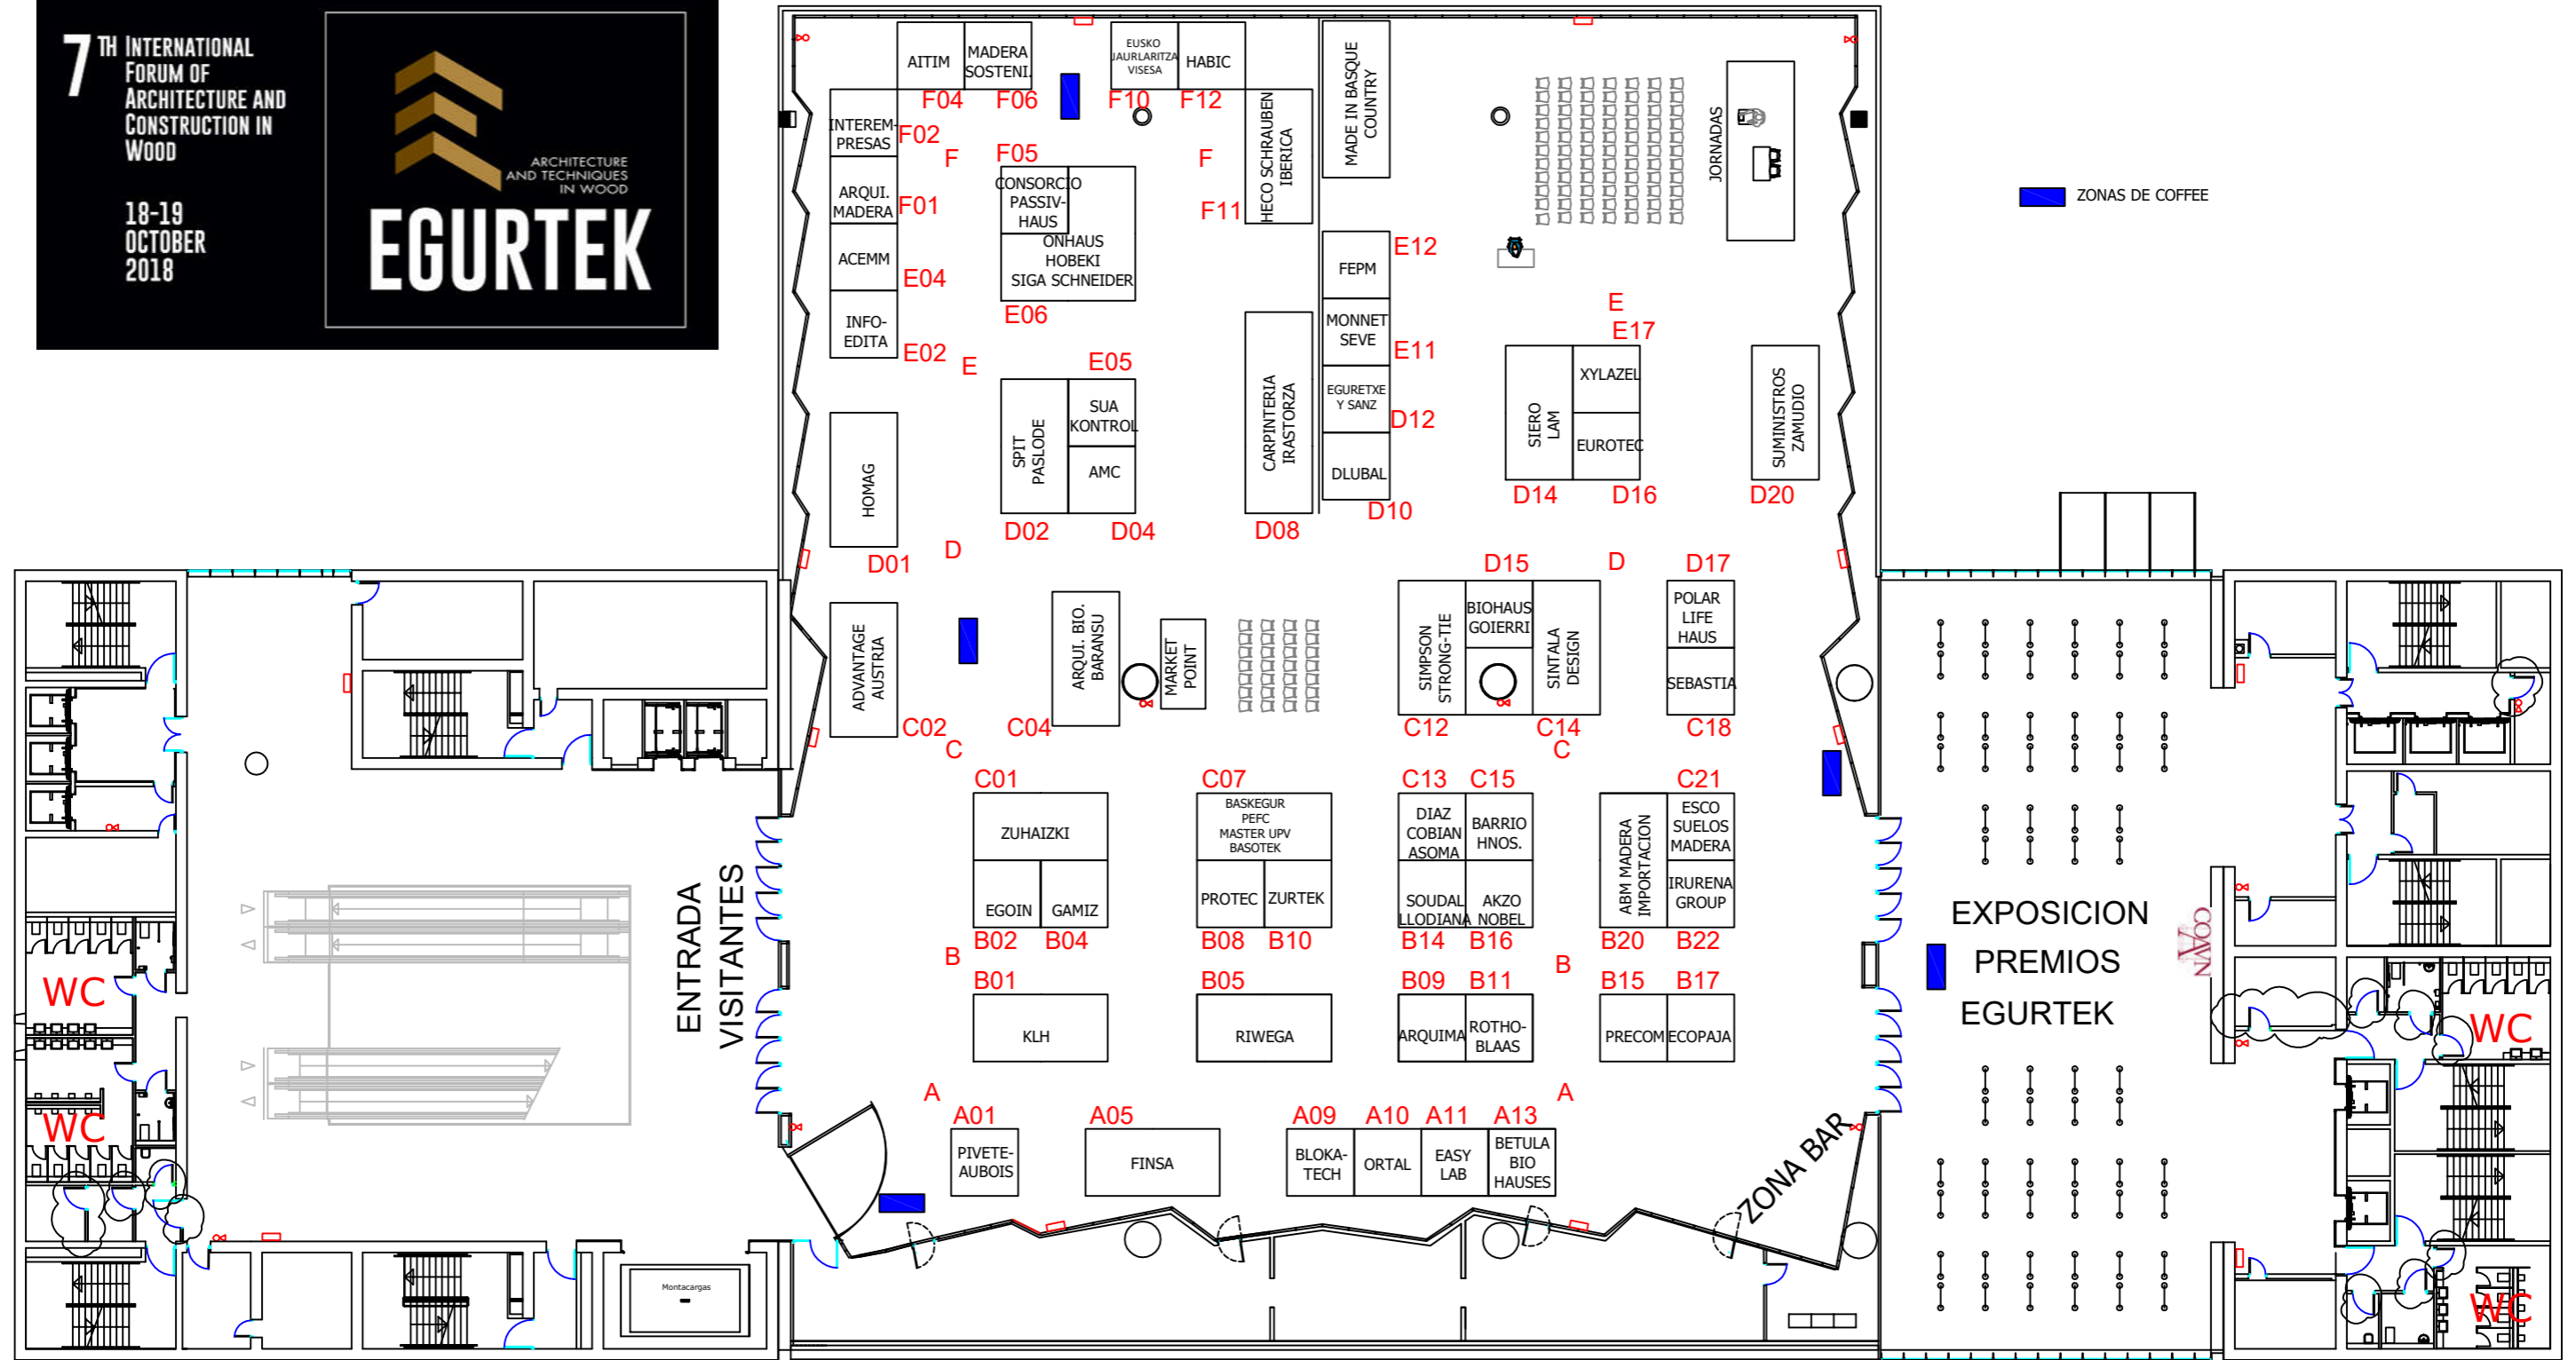 7TH INTERNATIONAL
FORUM OF
ARCHITECTURE AND
CONSTRUCTION IN
WOOD
18-19
OCTOBER
2018
ARCHITECTURE
AND TECHNIQUES
IN WOOD
EGURTEK
AITIM
MADERA
SOSTENI.
EUSKO
JAURLARITZA
VISESA
HABIC
F04
F06
F10
F12
INTEREM-
PRESAS
F02
ARQUI.
MADERA
F01
ACEMM
E04
INFO-
EDITA
E02
F
F05
CONSORCIO
PASSIV-
HAUS
ONHAUS
HOBEKI
SIGA SCHNEIDER
E06
F
F11
HECO SCHRAUBEN
IBERICA
MADE IN BASQUE
COUNTRY
JORNADAS
ZONAS DE COFFEE
E12
FEPM
MONNET
SEVE
E11
EGURETXE
Y SANZ
D12
DLUBAL
D10
E
E17
XYLAZEL
SIERO
LAM
EUROTEC
D14
D16
SUMINISTROS
ZAMUDIO
D20
E
E05
SUA
KONTROL
SPIT
PASLODE
AMC
D02
D04
CARPINTERIA
IRASTORZA
D08
HOMAG
D01
D
D15
D
D17
ADVANTAGE
AUSTRIA
C02
C
C04
ARQUI. BIO.
BARANSU
MARKET
POINT
SIMPSON
STRONG-TIE
BIOHAUS
GOIERRI
SINTALA
DESIGN
POLAR
LIFE
HAUS
SEBASTIA
C12
C14
C
C18
C01
ZUHAIZKI
EGOIN
GAMIZ
B02
B04
C07
BASKEGUR
PEFC
MASTER UPV
BASOTEK
PROTEC
ZURTEK
B08
B10
C13
C15
DIAZ
COBIAN
ASOMA
BARRIO
HNOS.
SOUDAL
LLODIANA
AKZO
NOBEL
B14
B16
C21
ABM MADERA
IMPORTACION
ESCO
SUELOS
MADERA
IRURENA
GROUP
B20
B22
B
B
B01
KLH
B05
RIWEGA
B09
B11
ARQUIMA
ROTHO-
BLAAS
B15
B17
PRECOM
ECOPAJA
A
A
A01
PIVETE-
AUBOIS
A05
FINSA
A09
A10
A11
A13
BLOKA-
TECH
ORTAL
EASY
LAB
BETULA
BIO
HAUSES
ZONA BAR
ENTRADA
VISITANTES
EXPOSICION
PREMIOS
EGURTEK
COAVN
WC
WC
WC
WC
Montacargas